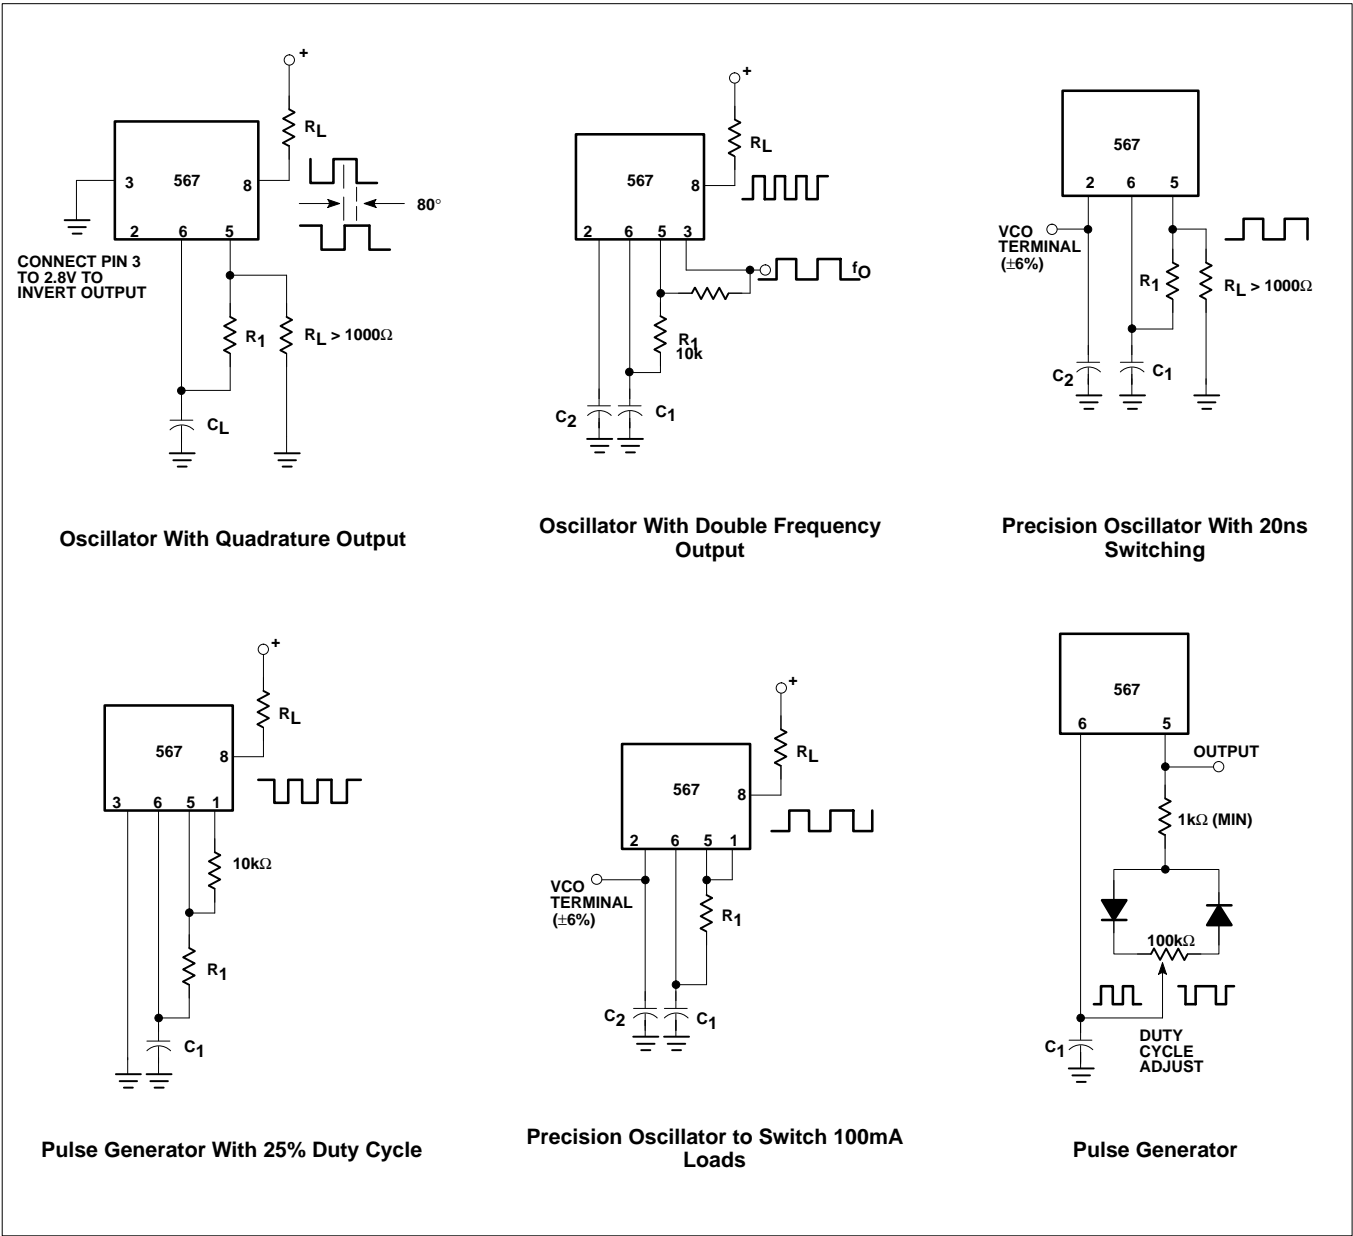 +
RL
3
567
8
80°
2
6
5
CONNECT PIN 3
TO 2.8V TO
INVERT OUTPUT
R1
RL > 1000Ω
CL
Oscillator With Quadrature Output
+
RL
567
8
2
6
5
3
fO
R1
10k
C2
C1
Oscillator With Double Frequency
Output
567
2
6
5
VCO
TERMINAL
(±6%)
R1
RL > 1000Ω
C2
C1
Precision Oscillator With 20ns
Switching
+
RL
567
8
3
6
5
1
10kΩ
R1
C1
Pulse Generator With 25% Duty Cycle
+
RL
567
8
2
6
5
1
VCO
TERMINAL
(±6%)
R1
C2
C1
Precision Oscillator to Switch 100mA
Loads
567
6
5
OUTPUT
1kΩ (MIN)
100kΩ
C1
DUTY
CYCLE
ADJUST
Pulse Generator